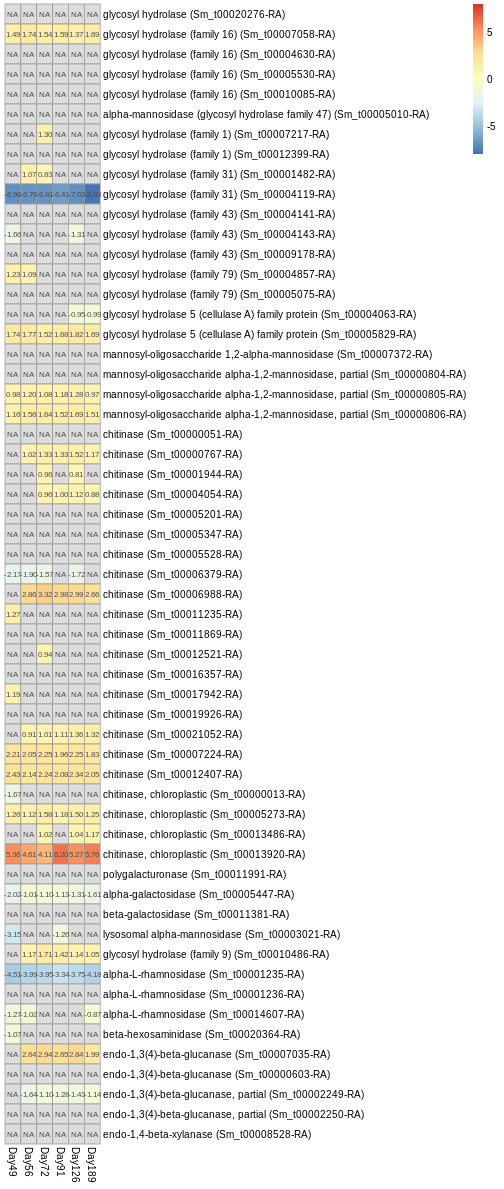 NA NA NA NA NA NA glycosyl hydrolase (Sm_t00020276-RA)
1.49 1.74 1.54 1.59 1.37 1.69 glycosyl hydrolase (family 16) (Sm_t00007058-RA)
0
NA NA NA NA NA NA glycosyl hydrolase (family 16) (Sm_t00004630-RA)
NA NA NA NA NA NA glycosyl hydrolase (family 16) (Sm_t00005530-RA)
NA NA NA NA NA NA glycosyl hydrolase (family 16) (Sm_t00010085-RA)
NA NA NA NA NA NA alpha-mannosidase (glycosyl hydrolase family 47) (Sm_t00005010-RA)
-5
NA NA 1.30 NA NA NA glycosyl hydrolase (family 1) (Sm_t00007217-RA)
NA NA NA NA NA NA glycosyl hydrolase (family 1) (Sm_t00012399-RA)
NA 1.07 0.83 NA NA NA glycosyl hydrolase (family 31) (Sm_t00001482-RA)
-6.96 -6.76 -6.81 -6.41 -7.02 glycosyl hydrolase (family 31) (Sm_t00004119-RA)
NA NA NA NA NA NA glycosyl hydrolase (family 43) (Sm_t00004141-RA)
-1.66 NA NA NA -1.31 NA glycosyl hydrolase (family 43) (Sm_t00004143-RA)
NA NA NA NA NA NA glycosyl hydrolase (family 43) (Sm_t00009178-RA)
1.23 1.09 NA NA NA NA glycosyl hydrolase (family 79) (Sm_t00004857-RA)
NA NA NA NA NA NA glycosyl hydrolase (family 79) (Sm_t00005075-RA)
NA NA NA NA -0.95 -0.99 glycosyl hydrolase 5 (cellulase A) family protein (Sm_t00004063-RA)
1.74 1.77 1.52 1.68 1.82 1.69 glycosyl hydrolase 5 (cellulase A) family protein (Sm_t00005829-RA)
NA NA NA NA NA NA mannosyl-oligosaccharide 1,2-alpha-mannosidase (Sm_t00007372-RA)
NA NA NA NA NA NA mannosyl-oligosaccharide alpha-1,2-mannosidase, partial (Sm_t00000804-RA)
0.98 1.20 1.08 1.18 1.28 0.97 mannosyl-oligosaccharide alpha-1,2-mannosidase, partial (Sm_t00000805-RA)
1.16 1.56 1.64 1.52 1.69 1.51 mannosyl-oligosaccharide alpha-1,2-mannosidase, partial (Sm_t00000806-RA)
NA NA NA NA NA NA chitinase (Sm_t00000051-RA)
NA 1.02 1.33 1.33 1.52 1.17 chitinase (Sm_t00000767-RA)
NA NA 0.96 NA 0.81 NA chitinase (Sm_t00001944-RA)
NA NA 0.96 1.00 1.12 0.88 chitinase (Sm_t00004054-RA)
NA NA NA NA NA NA chitinase (Sm_t00005201-RA)
NA NA NA NA NA NA chitinase (Sm_t00005347-RA)
NA NA NA NA NA NA chitinase (Sm_t00005528-RA)
-2.17 -1.90 -1.57 NA -1.72 NA chitinase (Sm_t00006379-RA)
NA 2.86 3.32 2.98 2.99 2.66 chitinase (Sm_t00006988-RA)
1.27 NA NA NA NA NA chitinase (Sm_t00011235-RA)
NA NA NA NA NA NA chitinase (Sm_t00011869-RA)
NA NA 0.94 NA NA NA chitinase (Sm_t00012521-RA)
NA NA NA NA NA NA chitinase (Sm_t00016357-RA)
1.19 NA NA NA NA NA chitinase (Sm_t00017942-RA)
NA NA NA NA NA NA chitinase (Sm_t00019926-RA)
NA 0.91 1.01 1.11 1.36 1.32 chitinase (Sm_t00021052-RA)
2.21 2.05 2.25 1.96 2.25 1.83 chitinase (Sm_t00007224-RA)
2.43 2.14 2.24 2.08 2.34 2.05 chitinase (Sm_t00012407-RA)
-1.67 NA NA NA NA NA chitinase, chloroplastic (Sm_t00000013-RA)
1.26 1.12 1.58 1.18 1.50 1.25 chitinase, chloroplastic (Sm_t00005273-RA)
NA NA 1.02 NA 1.04 1.17 chitinase, chloroplastic (Sm_t00013486-RA)
5.36 4.61 4.11 6.20 5.27 5.76 chitinase, chloroplastic (Sm_t00013920-RA)
NA NA NA NA NA NA polygalacturonase (Sm_t00011991-RA)
-2.02 -1.01 -1.10 -1.13 -1.31 -1.61 alpha-galactosidase (Sm_t00005447-RA)
NA NA NA NA NA NA beta-galactosidase (Sm_t00011381-RA)
-3.15 NA NA -1.26 NA NA lysosomal alpha-mannosidase (Sm_t00003021-RA)
NA 1.17 1.71 1.42 1.14 1.05 glycosyl hydrolase (family 9) (Sm_t00010486-RA)
-4.51 -3.99 -3.95 -3.34 -3.75 -4.18 alpha-L-rhamnosidase (Sm_t00001235-RA)
NA NA NA NA NA NA alpha-L-rhamnosidase (Sm_t00001236-RA)
-1.27 -1.02 NA NA NA -0.87 alpha-L-rhamnosidase (Sm_t00014607-RA)
-1.07 NA NA NA NA NA beta-hexosaminidase (Sm_t00020364-RA)
NA 2.64 2.94 2.65 2.84 1.99 endo-1,3(4)-beta-glucanase (Sm_t00007035-RA)
NA NA NA NA NA NA endo-1,3(4)-beta-glucanase (Sm_t00000603-RA)
NA -1.64 -1.10 -1.28 -1.43 -1.14 endo-1,3(4)-beta-glucanase, partial (Sm_t00002249-RA)
NA NA NA NA NA NA endo-1,3(4)-beta-glucanase, partial (Sm_t00002250-RA)
NA NA NA NA NA NA endo-1,4-beta-xylanase (Sm_t00008528-RA)
Day49 Day56 Day72 Day91 Day126 Day189